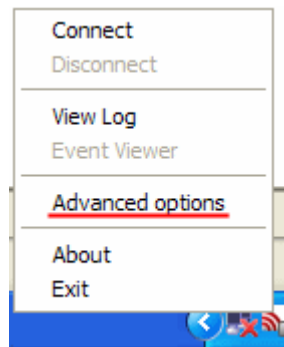 Connect
Disconnect
View Log
Event Viewer
Advanced options
About
Exit